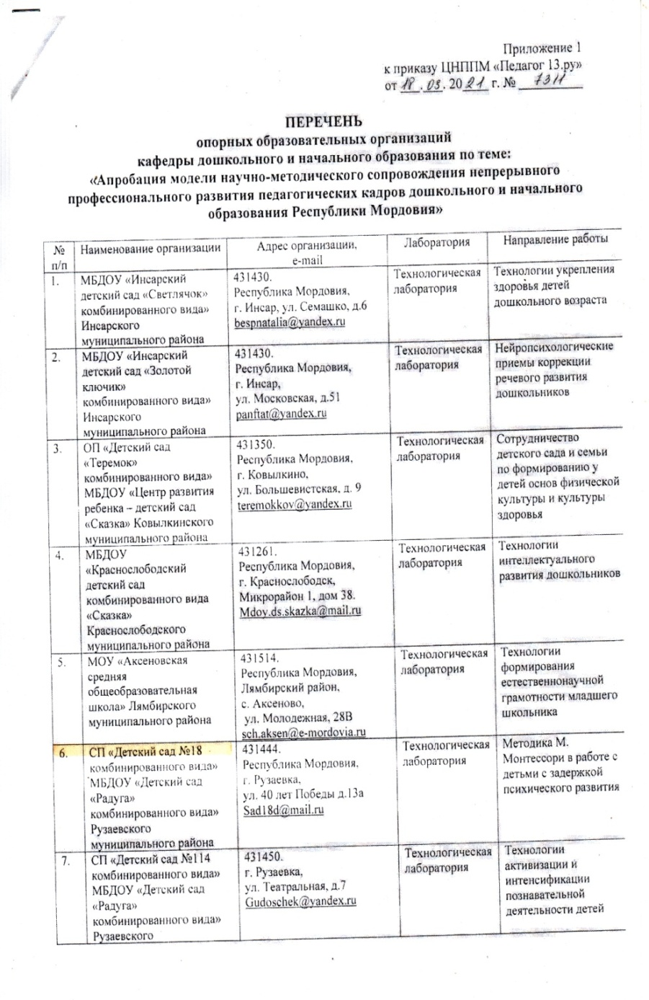 Приложение 1
к приказу ЦНППМ «Педагог 13.ру»
от 18.03.2021 г. № 7311
ПЕРЕЧЕНЬ
опорных образовательных организаций
кафедры дошкольного и начального образования по теме:
«Апробация модели научно-методического сопровождения непрерывного
профессионального развития педагогических кадров дошкольного и начального
образования Республики Мордовия»
№
п/п
Наименование организации
Адрес организации,
e-mail
Лаборатория
Направление работы
1.
МБДОУ «Инсарский
детский сад «Светлячок»
комбинированного вида»
Инсарского
муниципального района
431430.
Республика Мордовия,
г. Инсар, ул. Семашко, д.6
bespnatalia@yandex.ru
Технологическая
лаборатория
Технологии укрепления
здоровья детей
дошкольного возраста
2.
МБДОУ «Инсарский
детский сад «Золотой
ключик»
комбинированного вида»
Инсарского
муниципального района
431430.
Республика Мордовия,
г. Инсар,
ул. Московская, д.51
panftat@yandex.ru
Технологическая
лаборатория
Нейропсихологические
приемы коррекции
речевого развития
дошкольников
3.
ОП «Детский сад
«Теремок»
комбинированного вида»
МБДОУ «Центр развития
ребенка – детский сад
«Сказка» Ковылкинского
муниципального района
431350.
Республика Мордовия,
г. Ковылкино,
ул. Большевистская, д. 9
teremokkov@yandex.ru
Технологическая
лаборатория
Сотрудничество
детского сада и семьи
по формированию у
детей основ физической
культуры и культуры
здоровья
4.
МБДОУ
«Краснослободский
детский сад
комбинированного вида
«Сказка»
Краснослободского
муниципального района
431261.
Республика Мордовия,
г. Краснослободск,
Микрорайон 1, дом 38.
Mdoy.ds.skazka@mail.ru
Технологическая
лаборатория
Технологии
интеллектуального
развития дошкольников
5.
МОУ «Аксеновская
средняя
общеобразовательная
школа» Лямбирского
муниципального района
431514.
Республика Мордовия,
Лямбирский район,
с. Аксеново,
ул. Молодежная, 28В
sch.aksen@e-mordovia.ru
Технологическая
лаборатория
Технологии
формирования
естественнонаучной
грамотности младшего
школьника
6.
СП «Детский сад №18
комбинированного вида»
МБДОУ «Детский сад
«Радуга»
комбинированного вида»
Рузаевского
муниципального района
431444.
Республика Мордовия,
г. Рузаевка,
ул. 40 лет Победы д.13а
Sad18d@mail.ru
Технологическая
лаборатория
Методика М.
Монтессори в работе с
детьми с задержкой
психического развития
7.
СП «Детский сад №114
комбинированного вида»
МБДОУ «Детский сад
«Радуга»
комбинированного вида»
Рузаевского
431450.
г. Рузаевка,
ул. Театральная, д.7
Gudoschek@yandex.ru
Технологическая
лаборатория
Технологии
активизации и
интенсификации
познавательной
деятельности детей